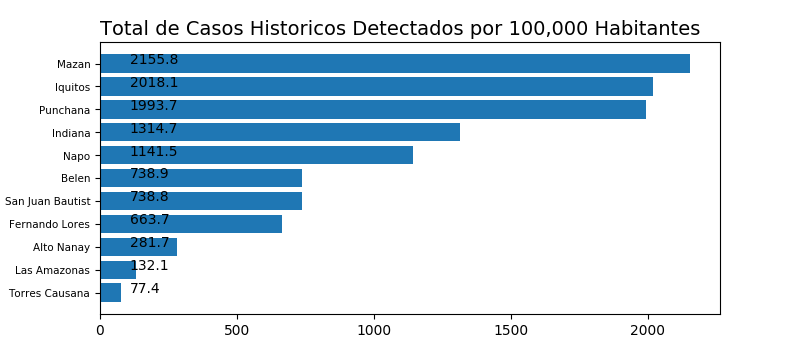 Total de Casos Historicos Detectados por 100,000 Habitantes
Mazan 2155.8
Iquitos 2018.1
Punchana 1993.7
Indiana 1314.7
Napo 1141.5
Belen 738.9
San Juan Bautist 738.8
Fernando Lores 663.7
Alto Nanay 281.7
Las Amazonas 132.1
Torres Causana 77.4
0 500 1000 1500 2000